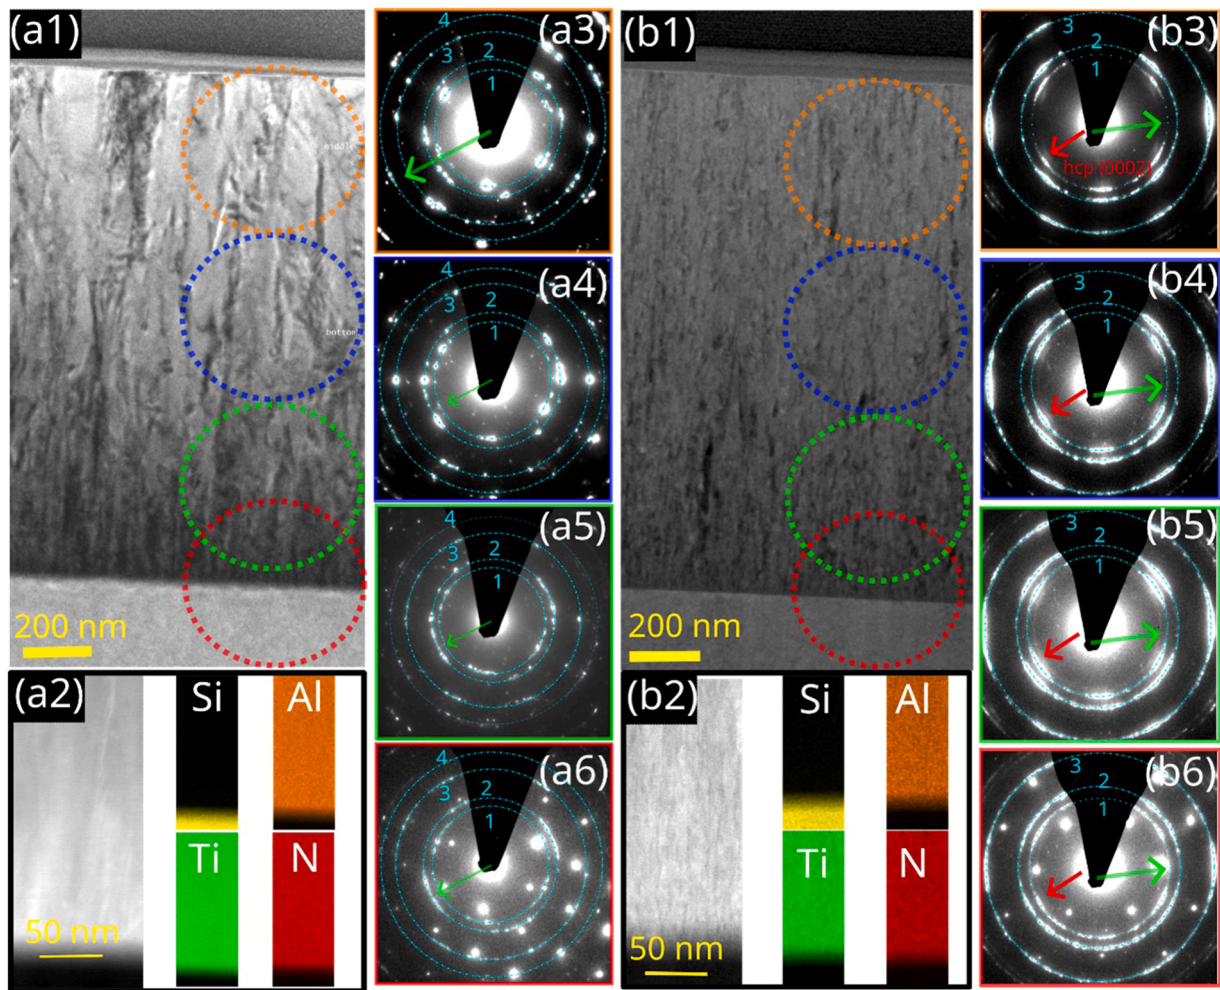 (a1)
middle
bottom
200 nm
(a2)
50 nm
Si
Al
Ti
N
(a3)
4
3
2
1
(a4)
4
3
2
1
(a5)
4
3
2
1
(a6)
4
3
2
1
(b1)
200 nm
(b2)
50 nm
Si
Al
Ti
N
(b3)
3
2
1
hcp (0002)
(b4)
3
2
1
(b5)
3
2
1
(b6)
3
2
1